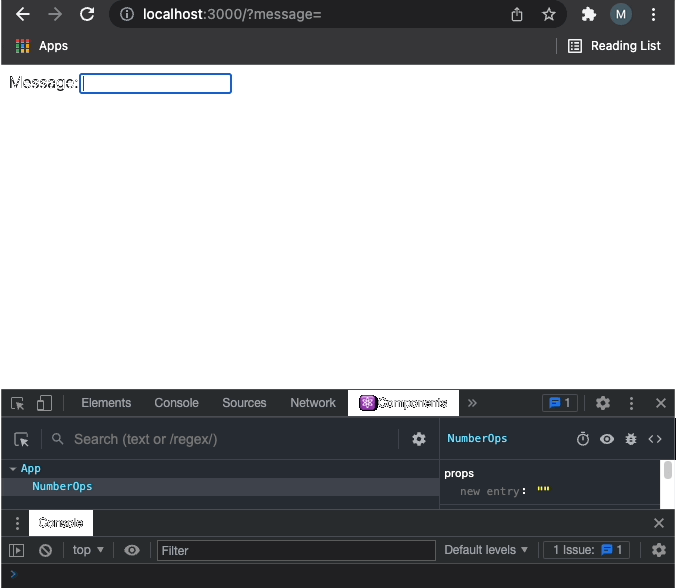 localhost:3000/?message=
M
Apps
Reading List
Message:
Elements Console Sources Network Components » 1
Search (text or /regex/)
NumberOps
App
NumberOps
props
new entry: ""
Console
top ▼ Filter Default levels ▼ 1 Issue: 1
>